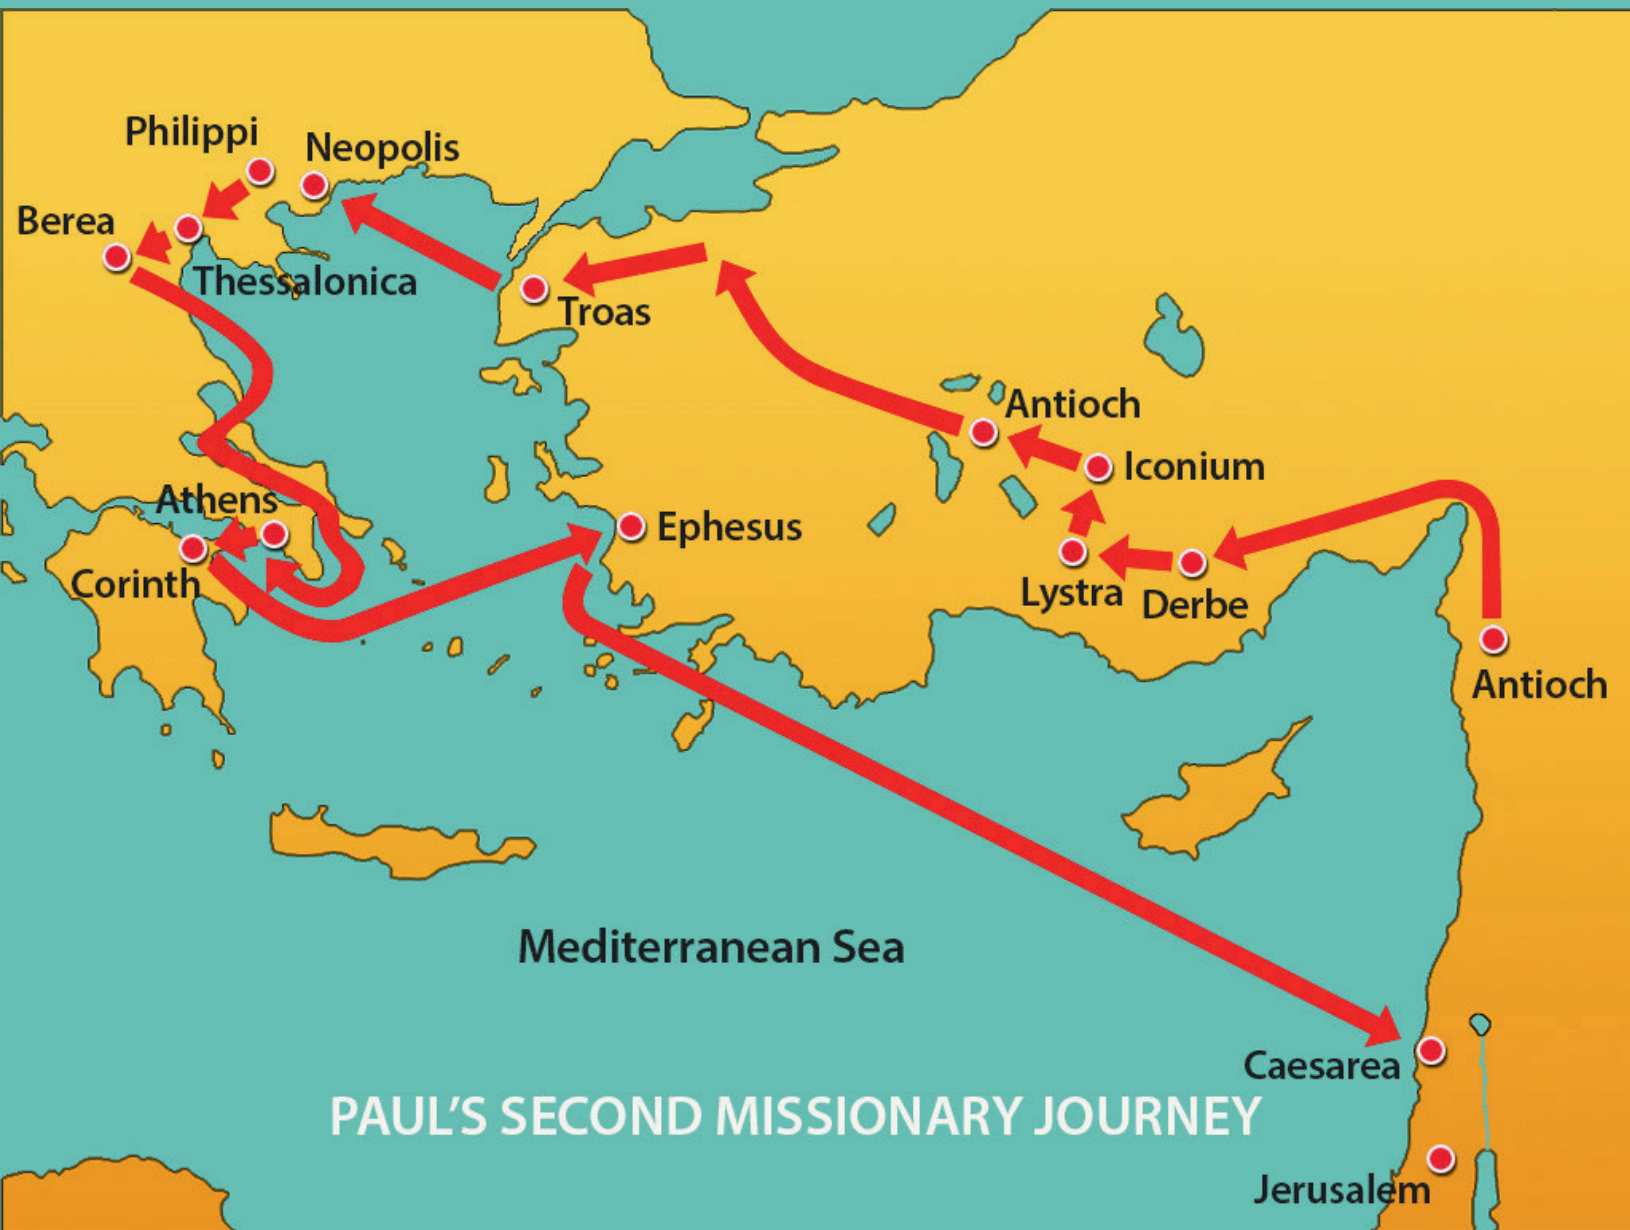 Philippi
Neopolis
Berea
Thessalonica
Troas
Antioch
Iconium
Athens
Ephesus
Corinth
Lystra
Derbe
Antioch
Mediterranean Sea
Caesarea
PAUL'S SECOND MISSIONARY JOURNEY
Jerusalem